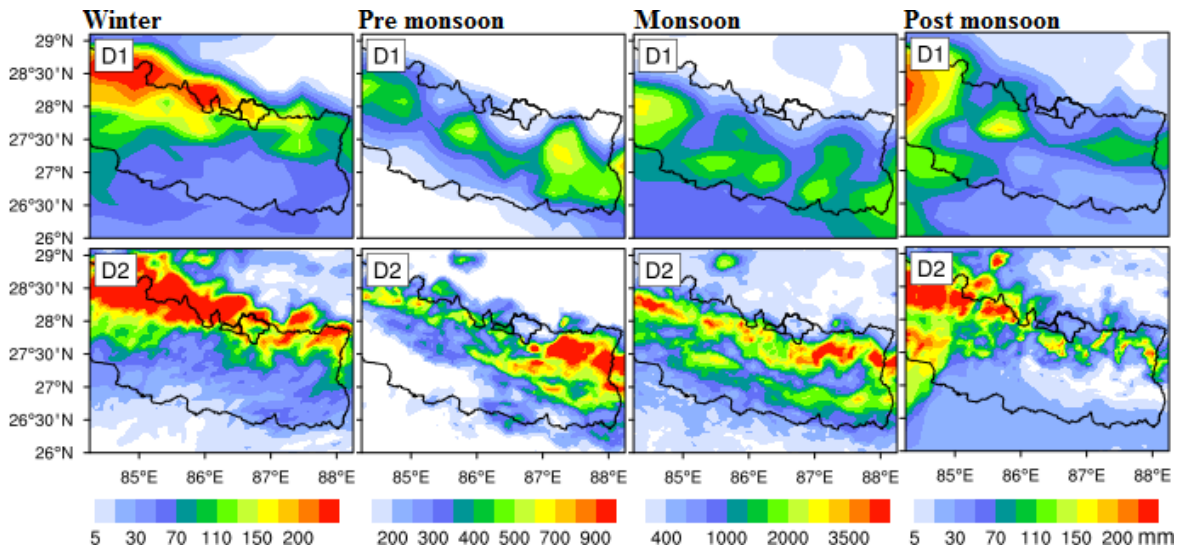 Winter Pre monsoon Monsoon Post monsoon
29°N D1 D1 D1 D1
28°30'N
28°N
27°30'N
27°N
26°30'N
26°N
29°N D2 D2 D2 D2
28°30'N
28°N
27°30'N
27°N
26°30'N
26°N
85°E 86°E 87°E 88°E 85°E 86°E 87°E 88°E 85°E 86°E 87°E 88°E 85°E 86°E 87°E 88°E
5 30 70 110 150 200 200 300 400 500 700 900 400 1000 2000 3500 5 30 70 110 150 200 mm